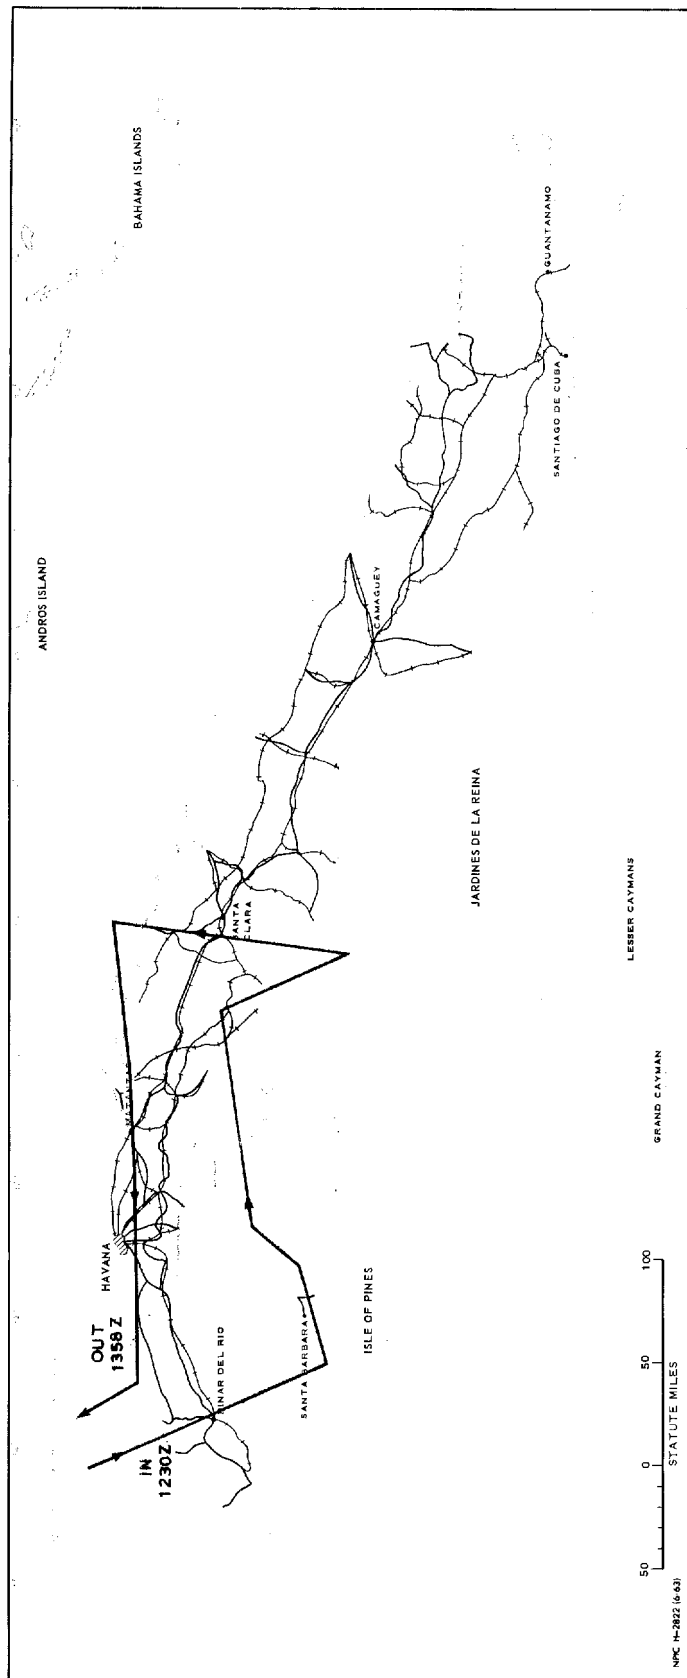 BAHAMA ISLANDS
ANDROS ISLAND
GUANTANAMO
SANTIAGO DE CUBA
CAMAGUEY
JARDINES DE LA REINA
SANTA
CLARA
LESSER CAYMANS
GRAND CAYMAN
HAVANA
OUT
1358 Z
PINAR DEL RIO
SANTA BARBARA
ISLE OF PINES
IN
1230 Z
50 0 50 100
STATUTE MILES
NPIC H-2822 (6-63)